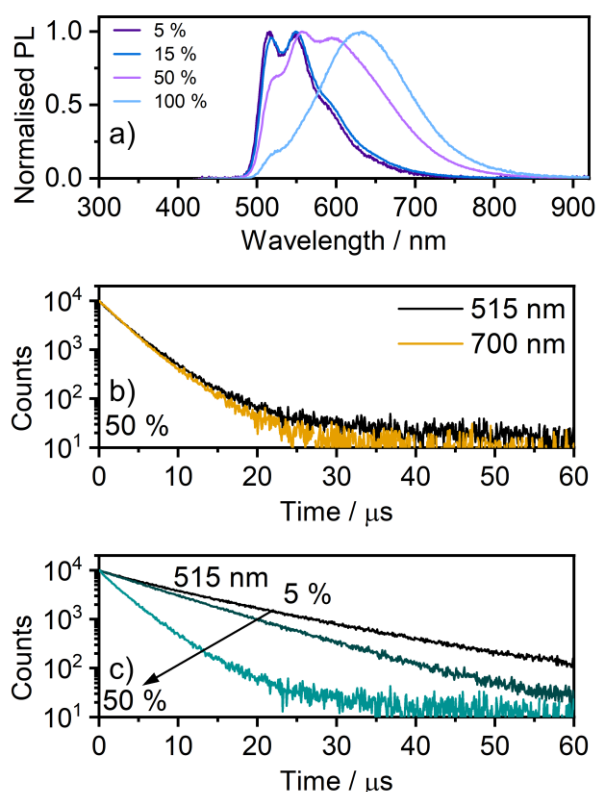 Normalised PL
1.0
0.5
0.0
5 %
15 %
50 %
100 %
a)
300 400 500 600 700 800 900
Wavelength / nm
Counts
10⁴
10³
10²
10¹
515 nm
700 nm
b)
50 %
0 10 20 30 40 50 60
Time / μs
Counts
10⁴
10³
10²
10¹
515 nm
5 %
c)
50 %
0 10 20 30 40 50 60
Time / μs